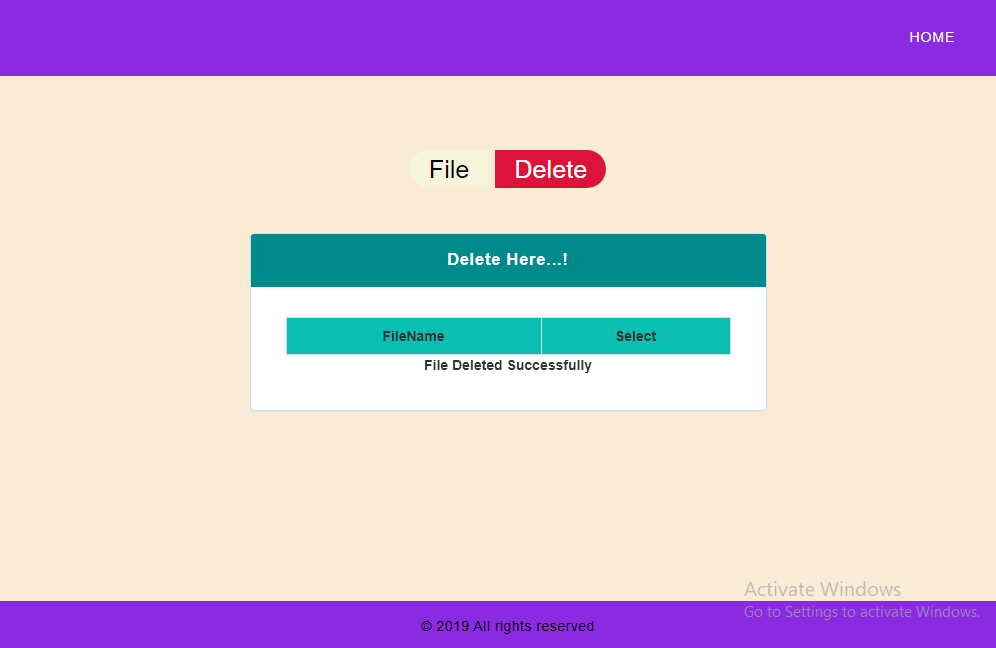 HOME
File Delete
Delete Here...!
FileName Select
File Deleted Successfully
Activate Windows
Go to Settings to activate Windows.
© 2019 All rights reserved